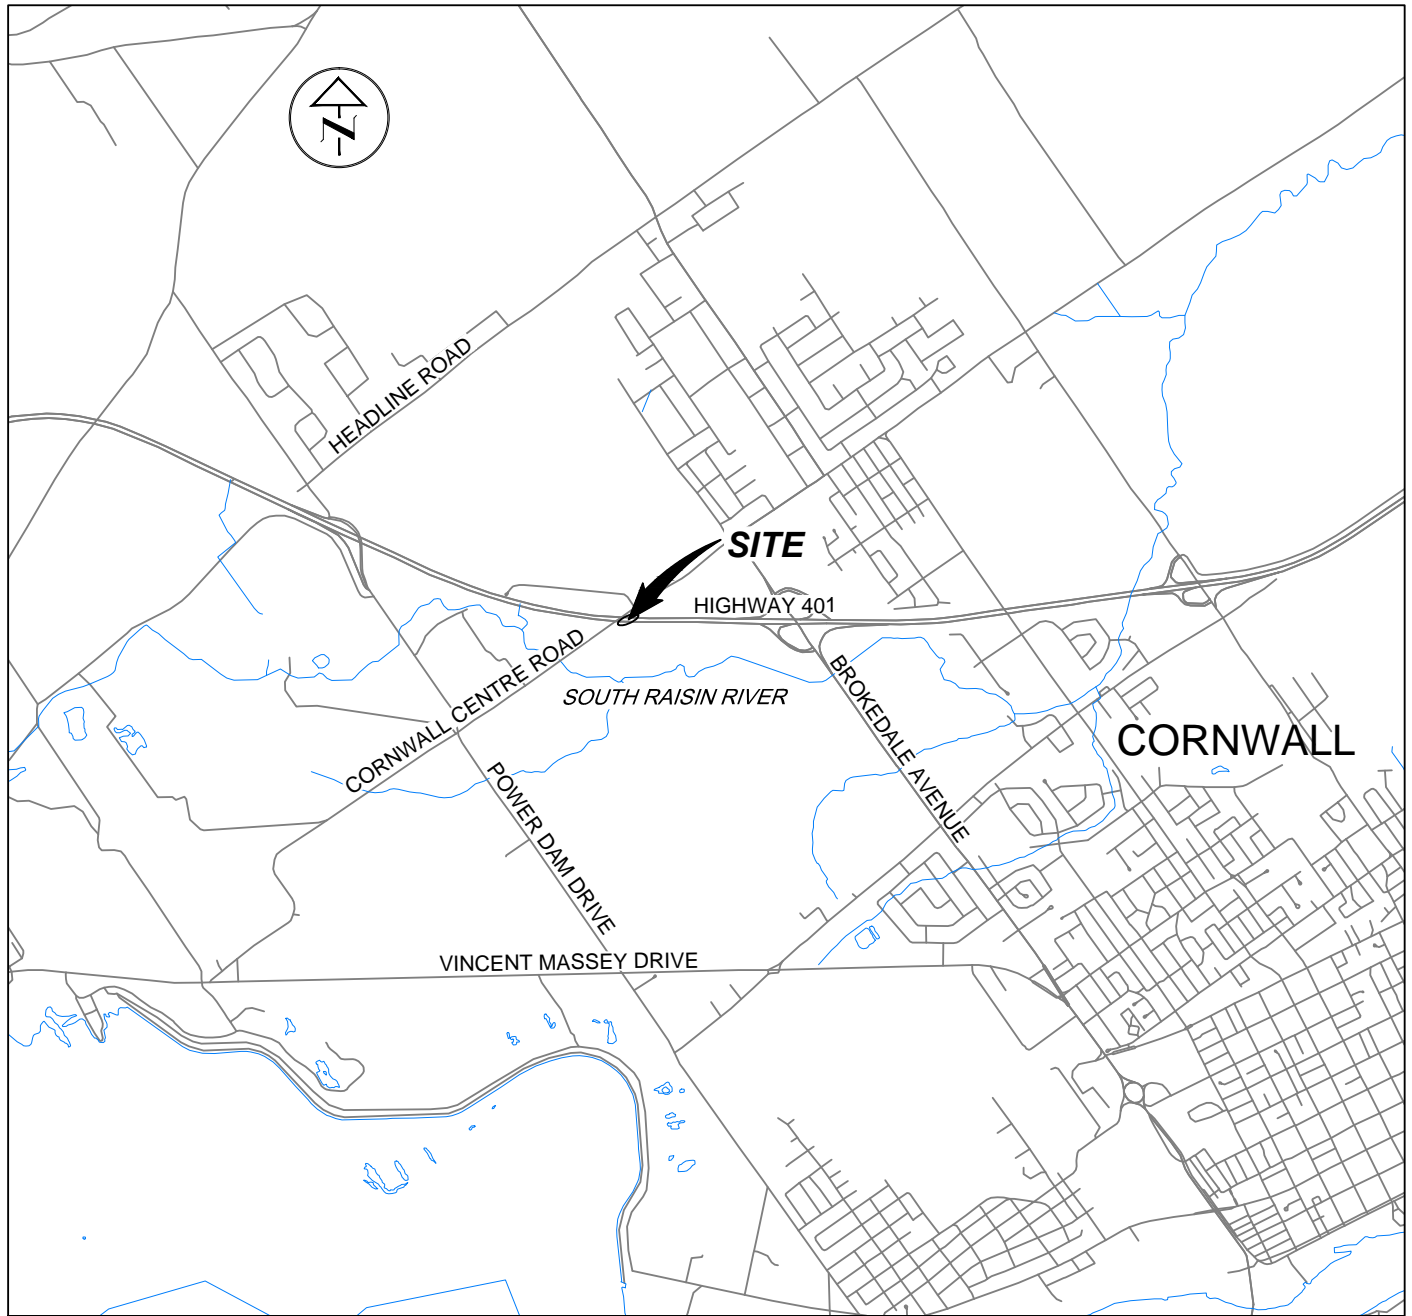 N
HEADLINE ROAD
SITE
HIGHWAY 401
CORNWALL CENTRE ROAD
SOUTH RAISIN RIVER
BROKEDALE AVENUE
CORNWALL
POWER DAM DRIVE
VINCENT MASSEY DRIVE